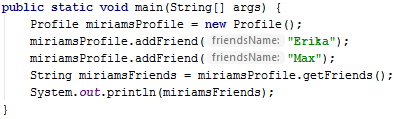 public static void main(String[] args) {
    Profile miriamsProfile = new Profile();
    miriamsProfile.addFriend( friendsName: "Erika");
    miriamsProfile.addFriend( friendsName: "Max");
    String miriamsFriends = miriamsProfile.getFriends();
    System.out.println(miriamsFriends);
}